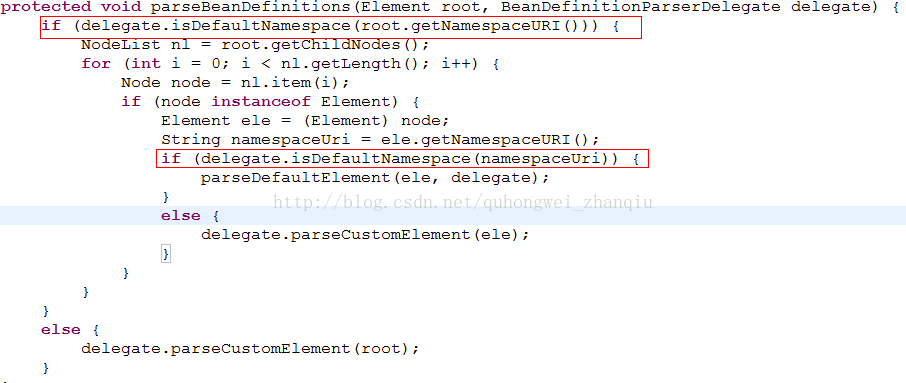 protected void parseBeanDefinitions(Element root, BeanDefinitionParserDelegate delegate) {
    if (delegate.isDefaultNamespace(root.getNamespaceURI())) {
        NodeList nl = root.getChildNodes();
        for (int i = 0; i < nl.getLength(); i++) {
            Node node = nl.item(i);
            if (node instanceof Element) {
                Element ele = (Element) node;
                String namespaceUri = ele.getNamespaceURI();
                if (delegate.isDefaultNamespace(namespaceUri)) {
                    parseDefaultElement(ele, delegate);
                }
http://blog.csdn.net/quhongwei_zhanqiu
                else {
                    delegate.parseCustomElement(ele);
                }
            }
        }
    }
    else {
        delegate.parseCustomElement(root);
    }